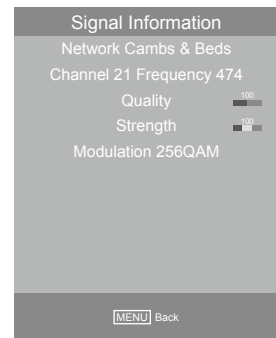 Signal Information
Network Cambs & Beds
Channel 21 Frequency 474
Quality 100
Strength 100
Modulation 256QAM
MENU Back